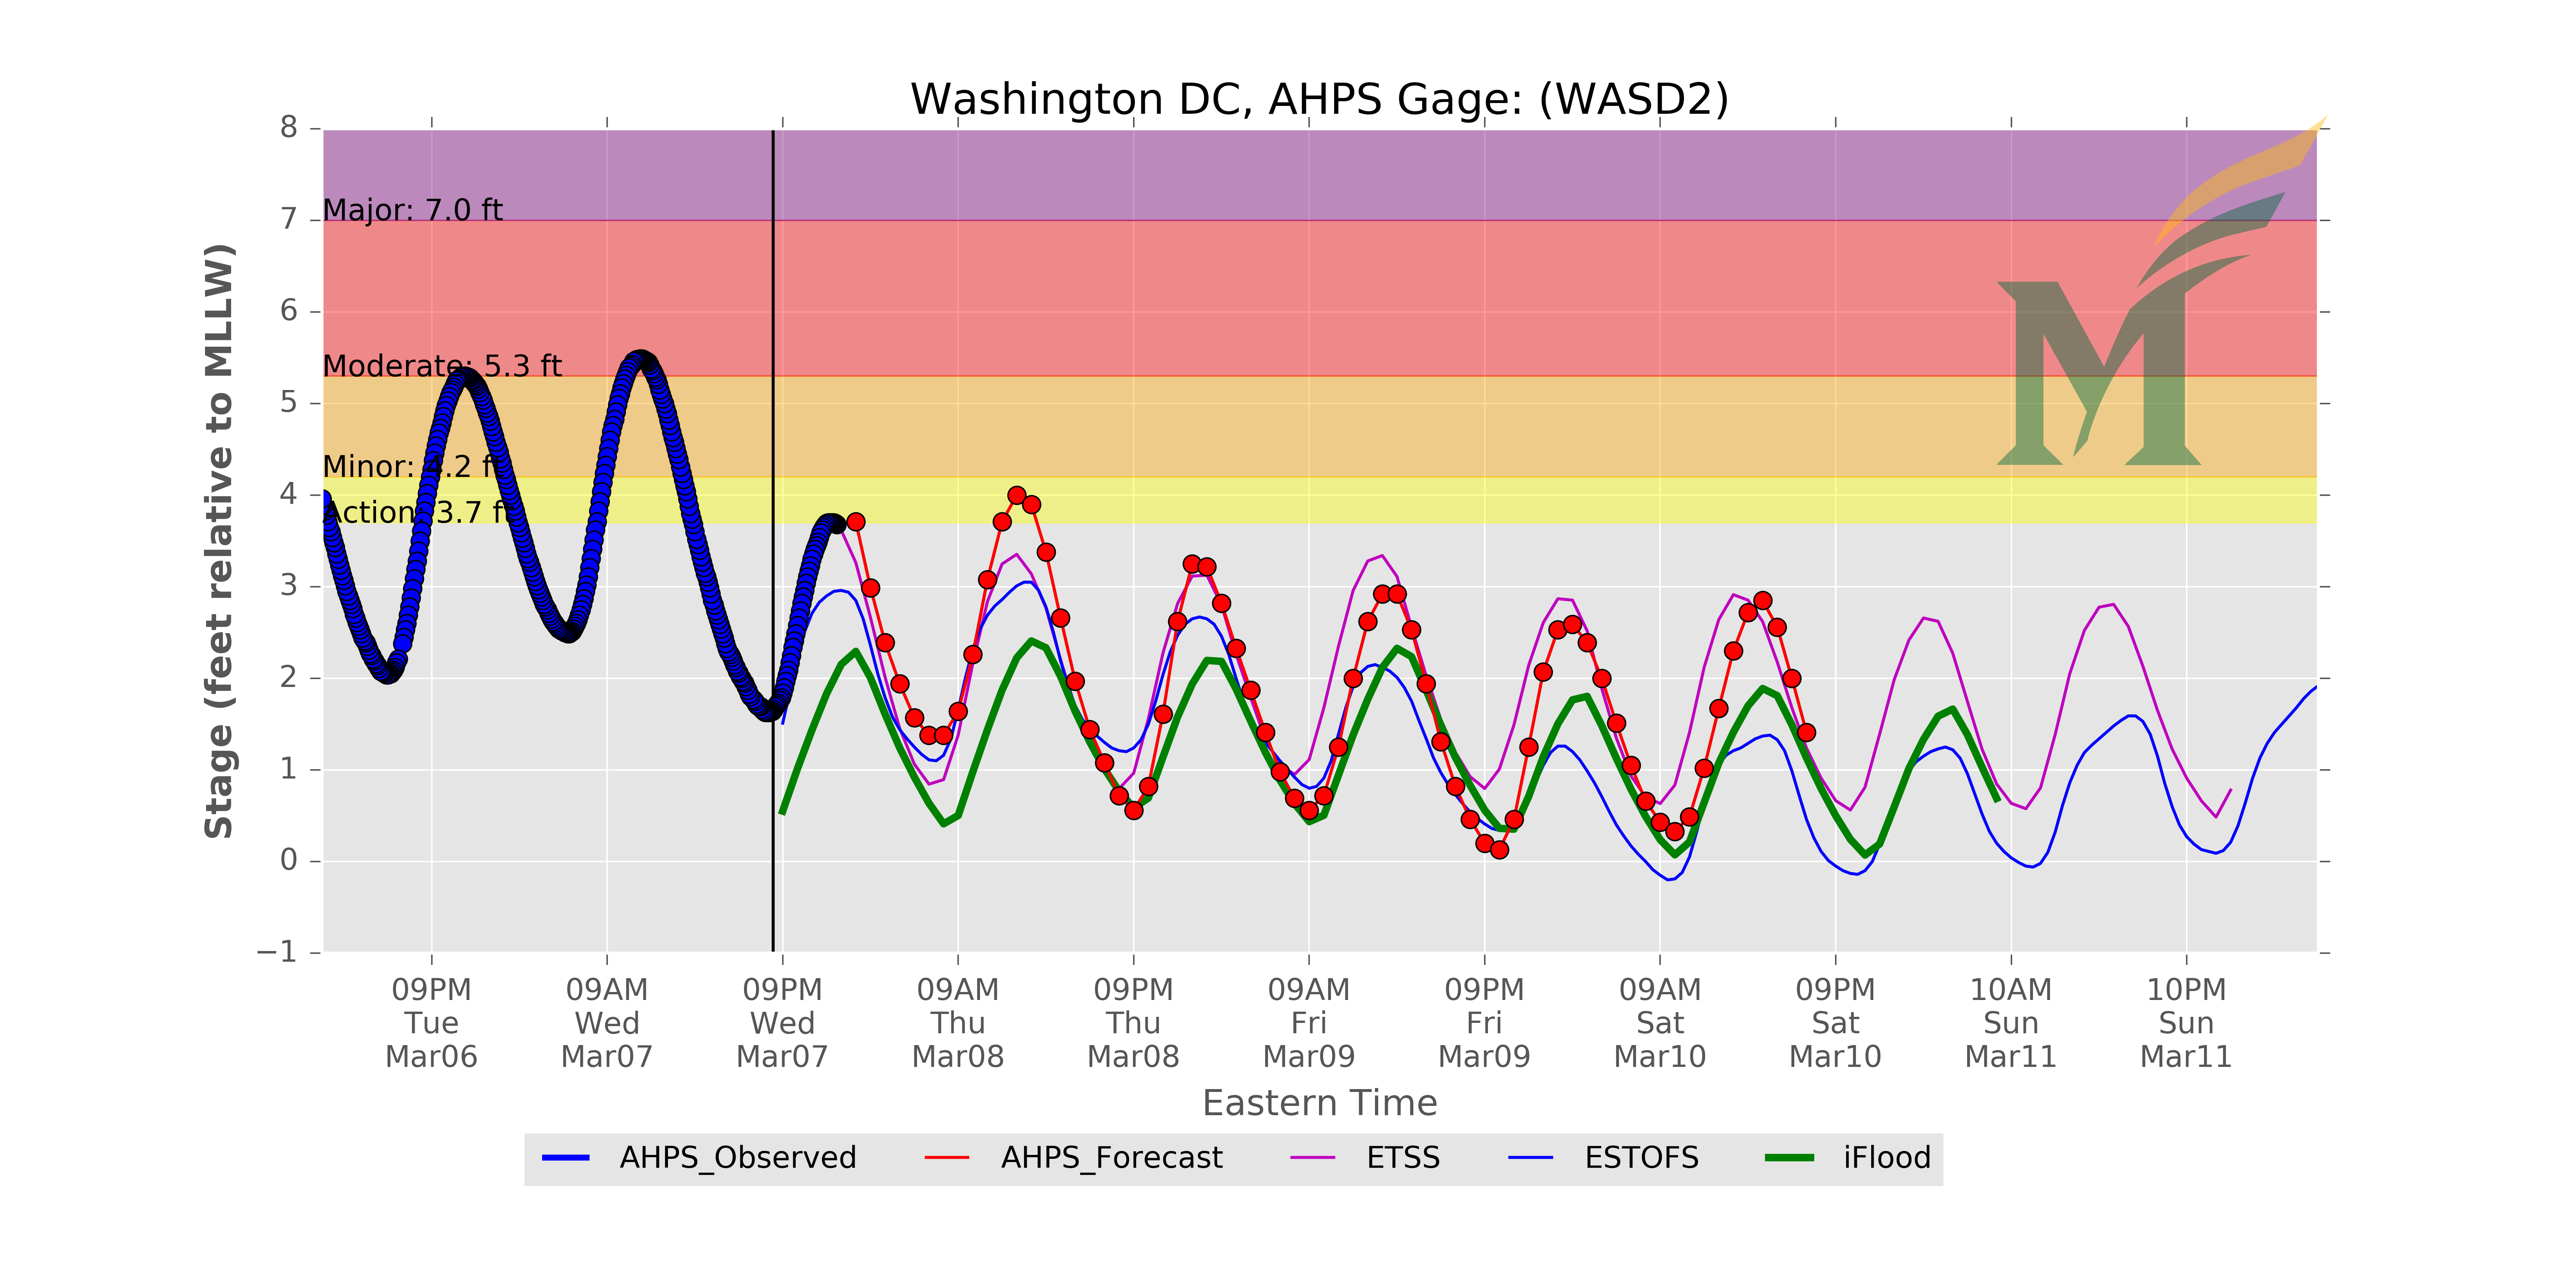 Washington DC, AHPS Gage: (WASD2)
Stage (feet relative to MLLW)
8
7
6
5
4
3
2
1
0
−1
Major: 7.0 ft
Moderate: 5.3 ft
Minor: 4.2 ft
Action: 3.7 ft
09PM Tue Mar06
09AM Wed Mar07
09PM Wed Mar07
09AM Thu Mar08
09PM Thu Mar08
09AM Fri Mar09
09PM Fri Mar09
09AM Sat Mar10
09PM Sat Mar10
10AM Sun Mar11
10PM Sun Mar11
Eastern Time
AHPS_Observed AHPS_Forecast ETSS ESTOFS iFlood
M